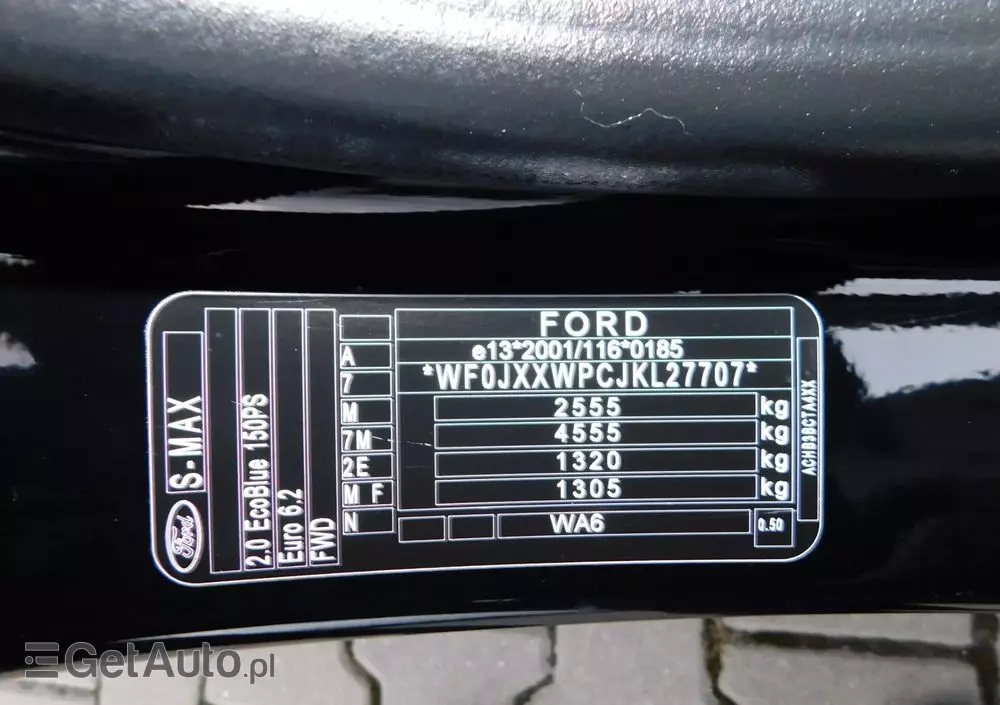 S-MAX
Ford
2.0 EcoBlue 150PS
Euro 6.2
FWD
A
7
M
7M
2E
M F
N
FORD
e13*2001/116*0185
*WF0JXXWPCJKL27707*
2555 kg
4555 kg
1320 kg
1305 kg
WA6
0.50
ACHB3BCTA4XX
GetAuto.pl